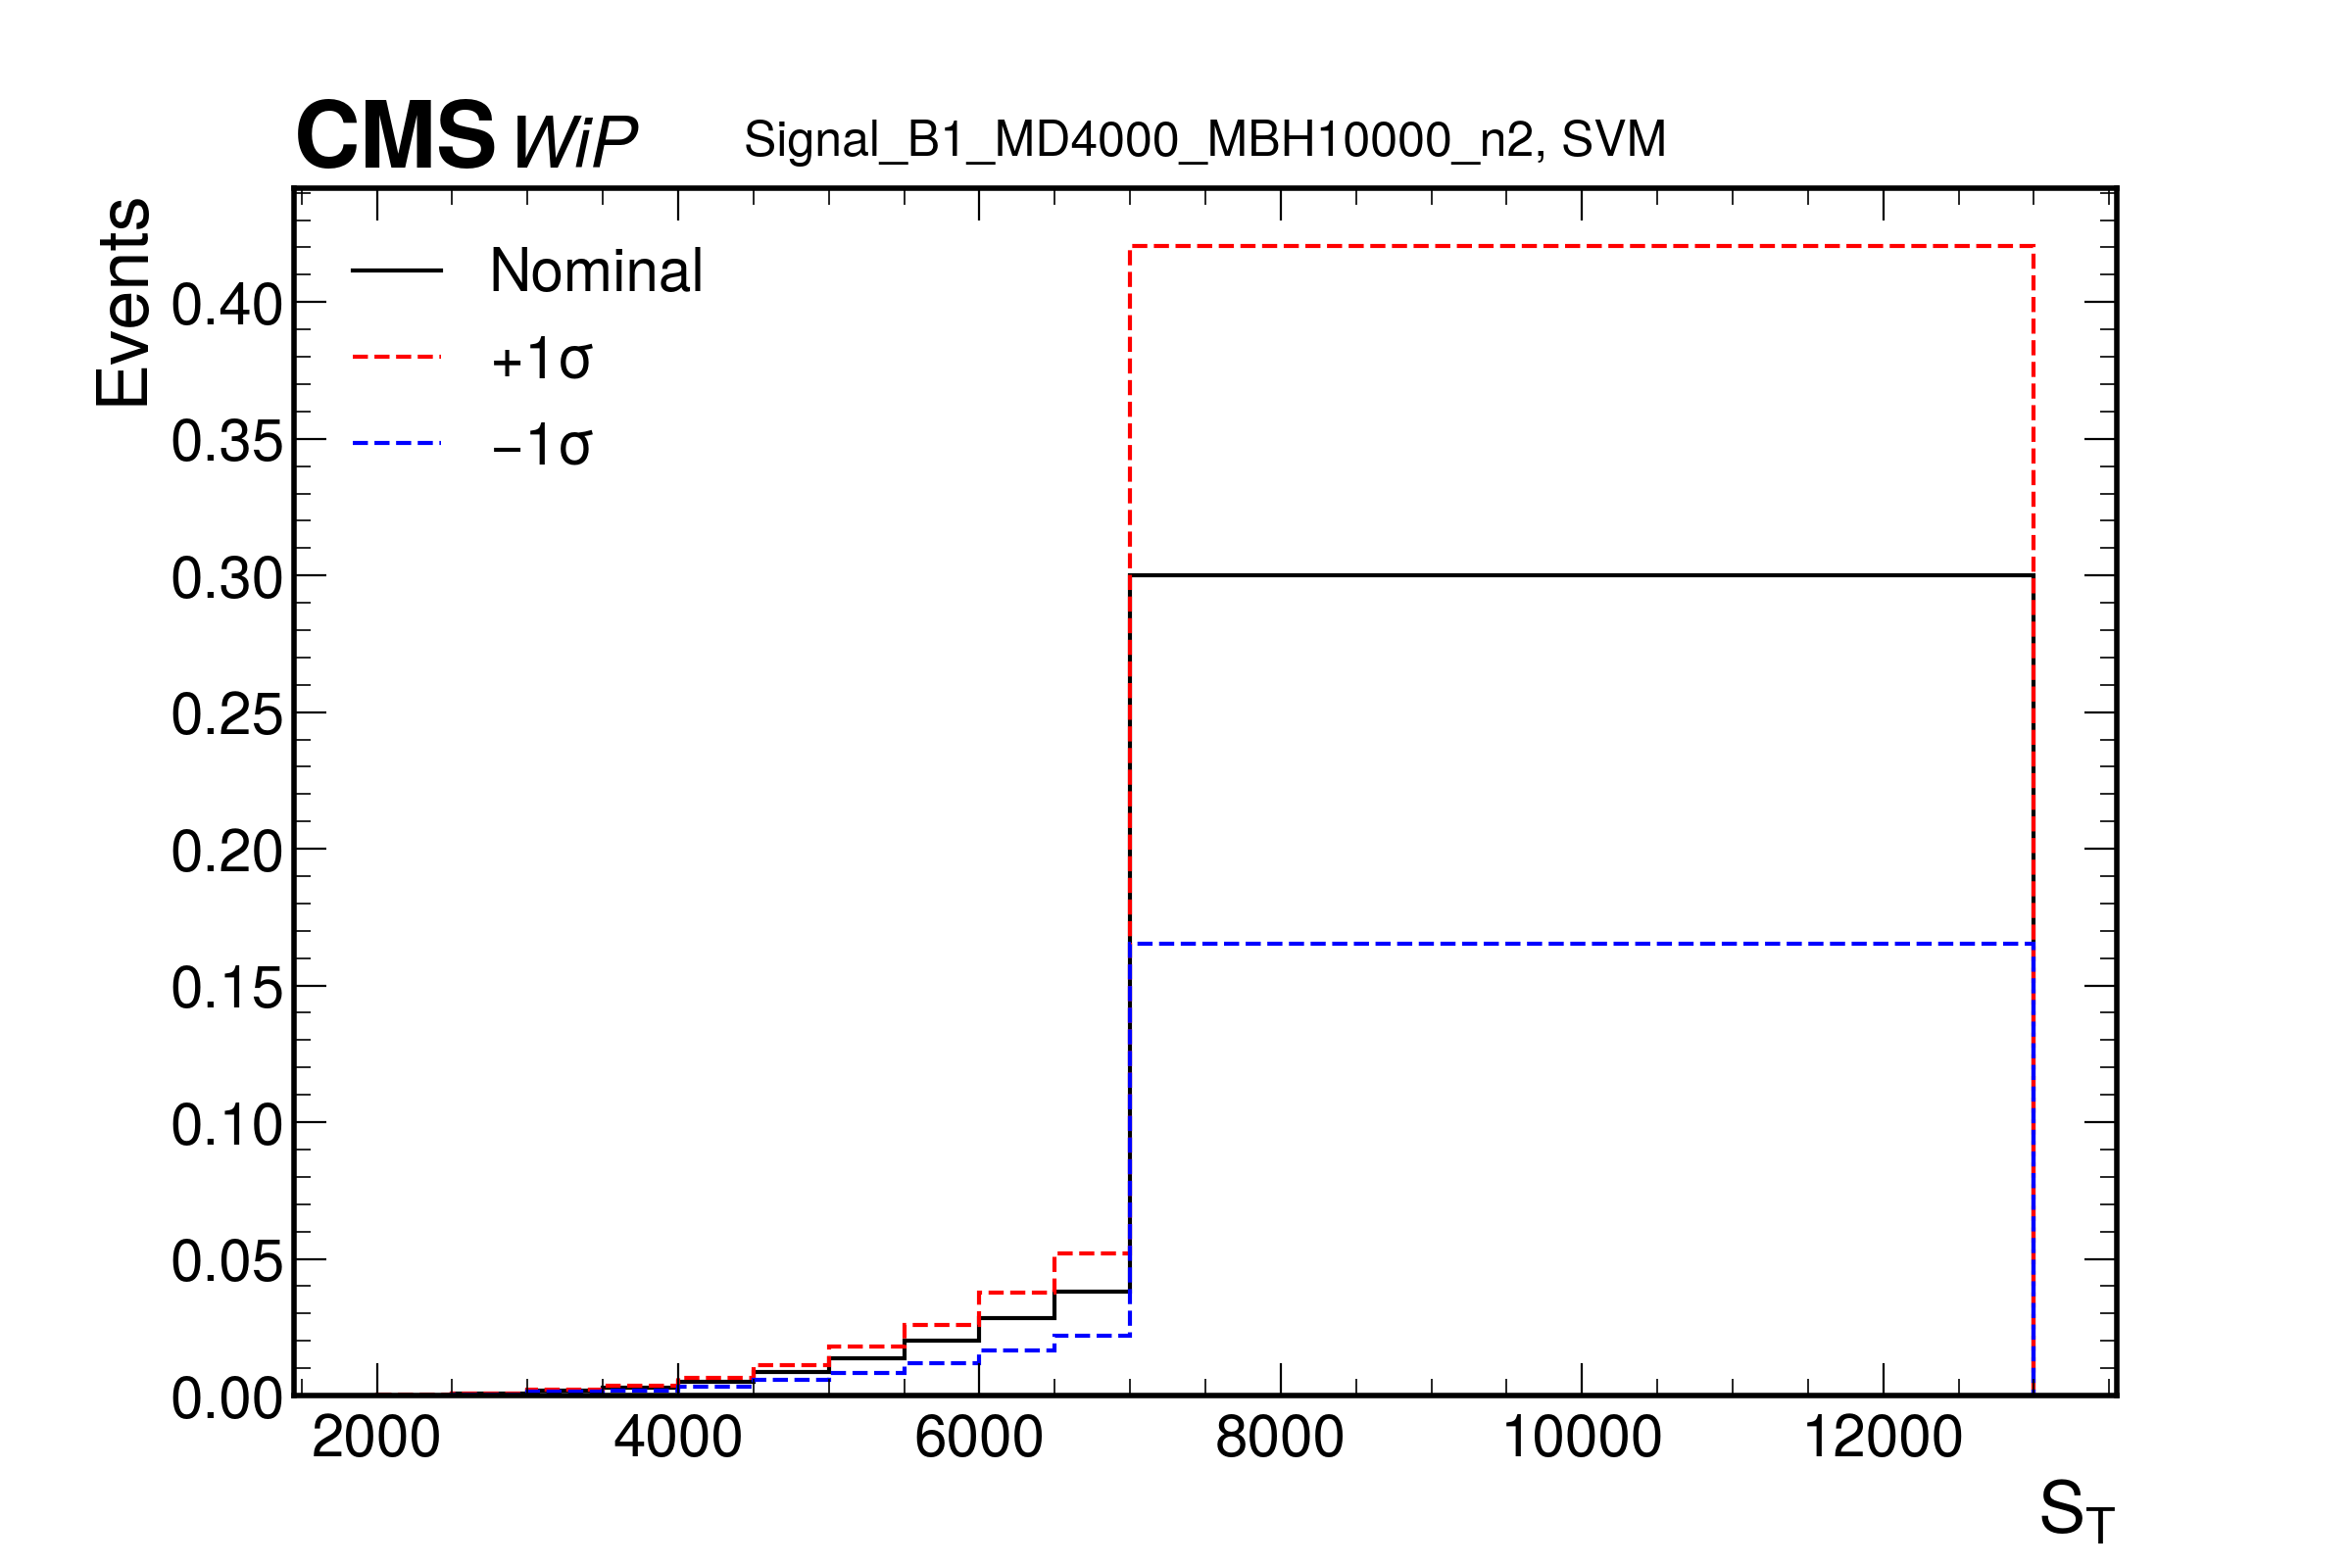 CMS WiP Signal_B1_MD4000_MBH10000_n2, SVM
Events
Nominal
+1σ
−1σ
0.40
0.35
0.30
0.25
0.20
0.15
0.10
0.05
0.00
2000 4000 6000 8000 10000 12000
S_T